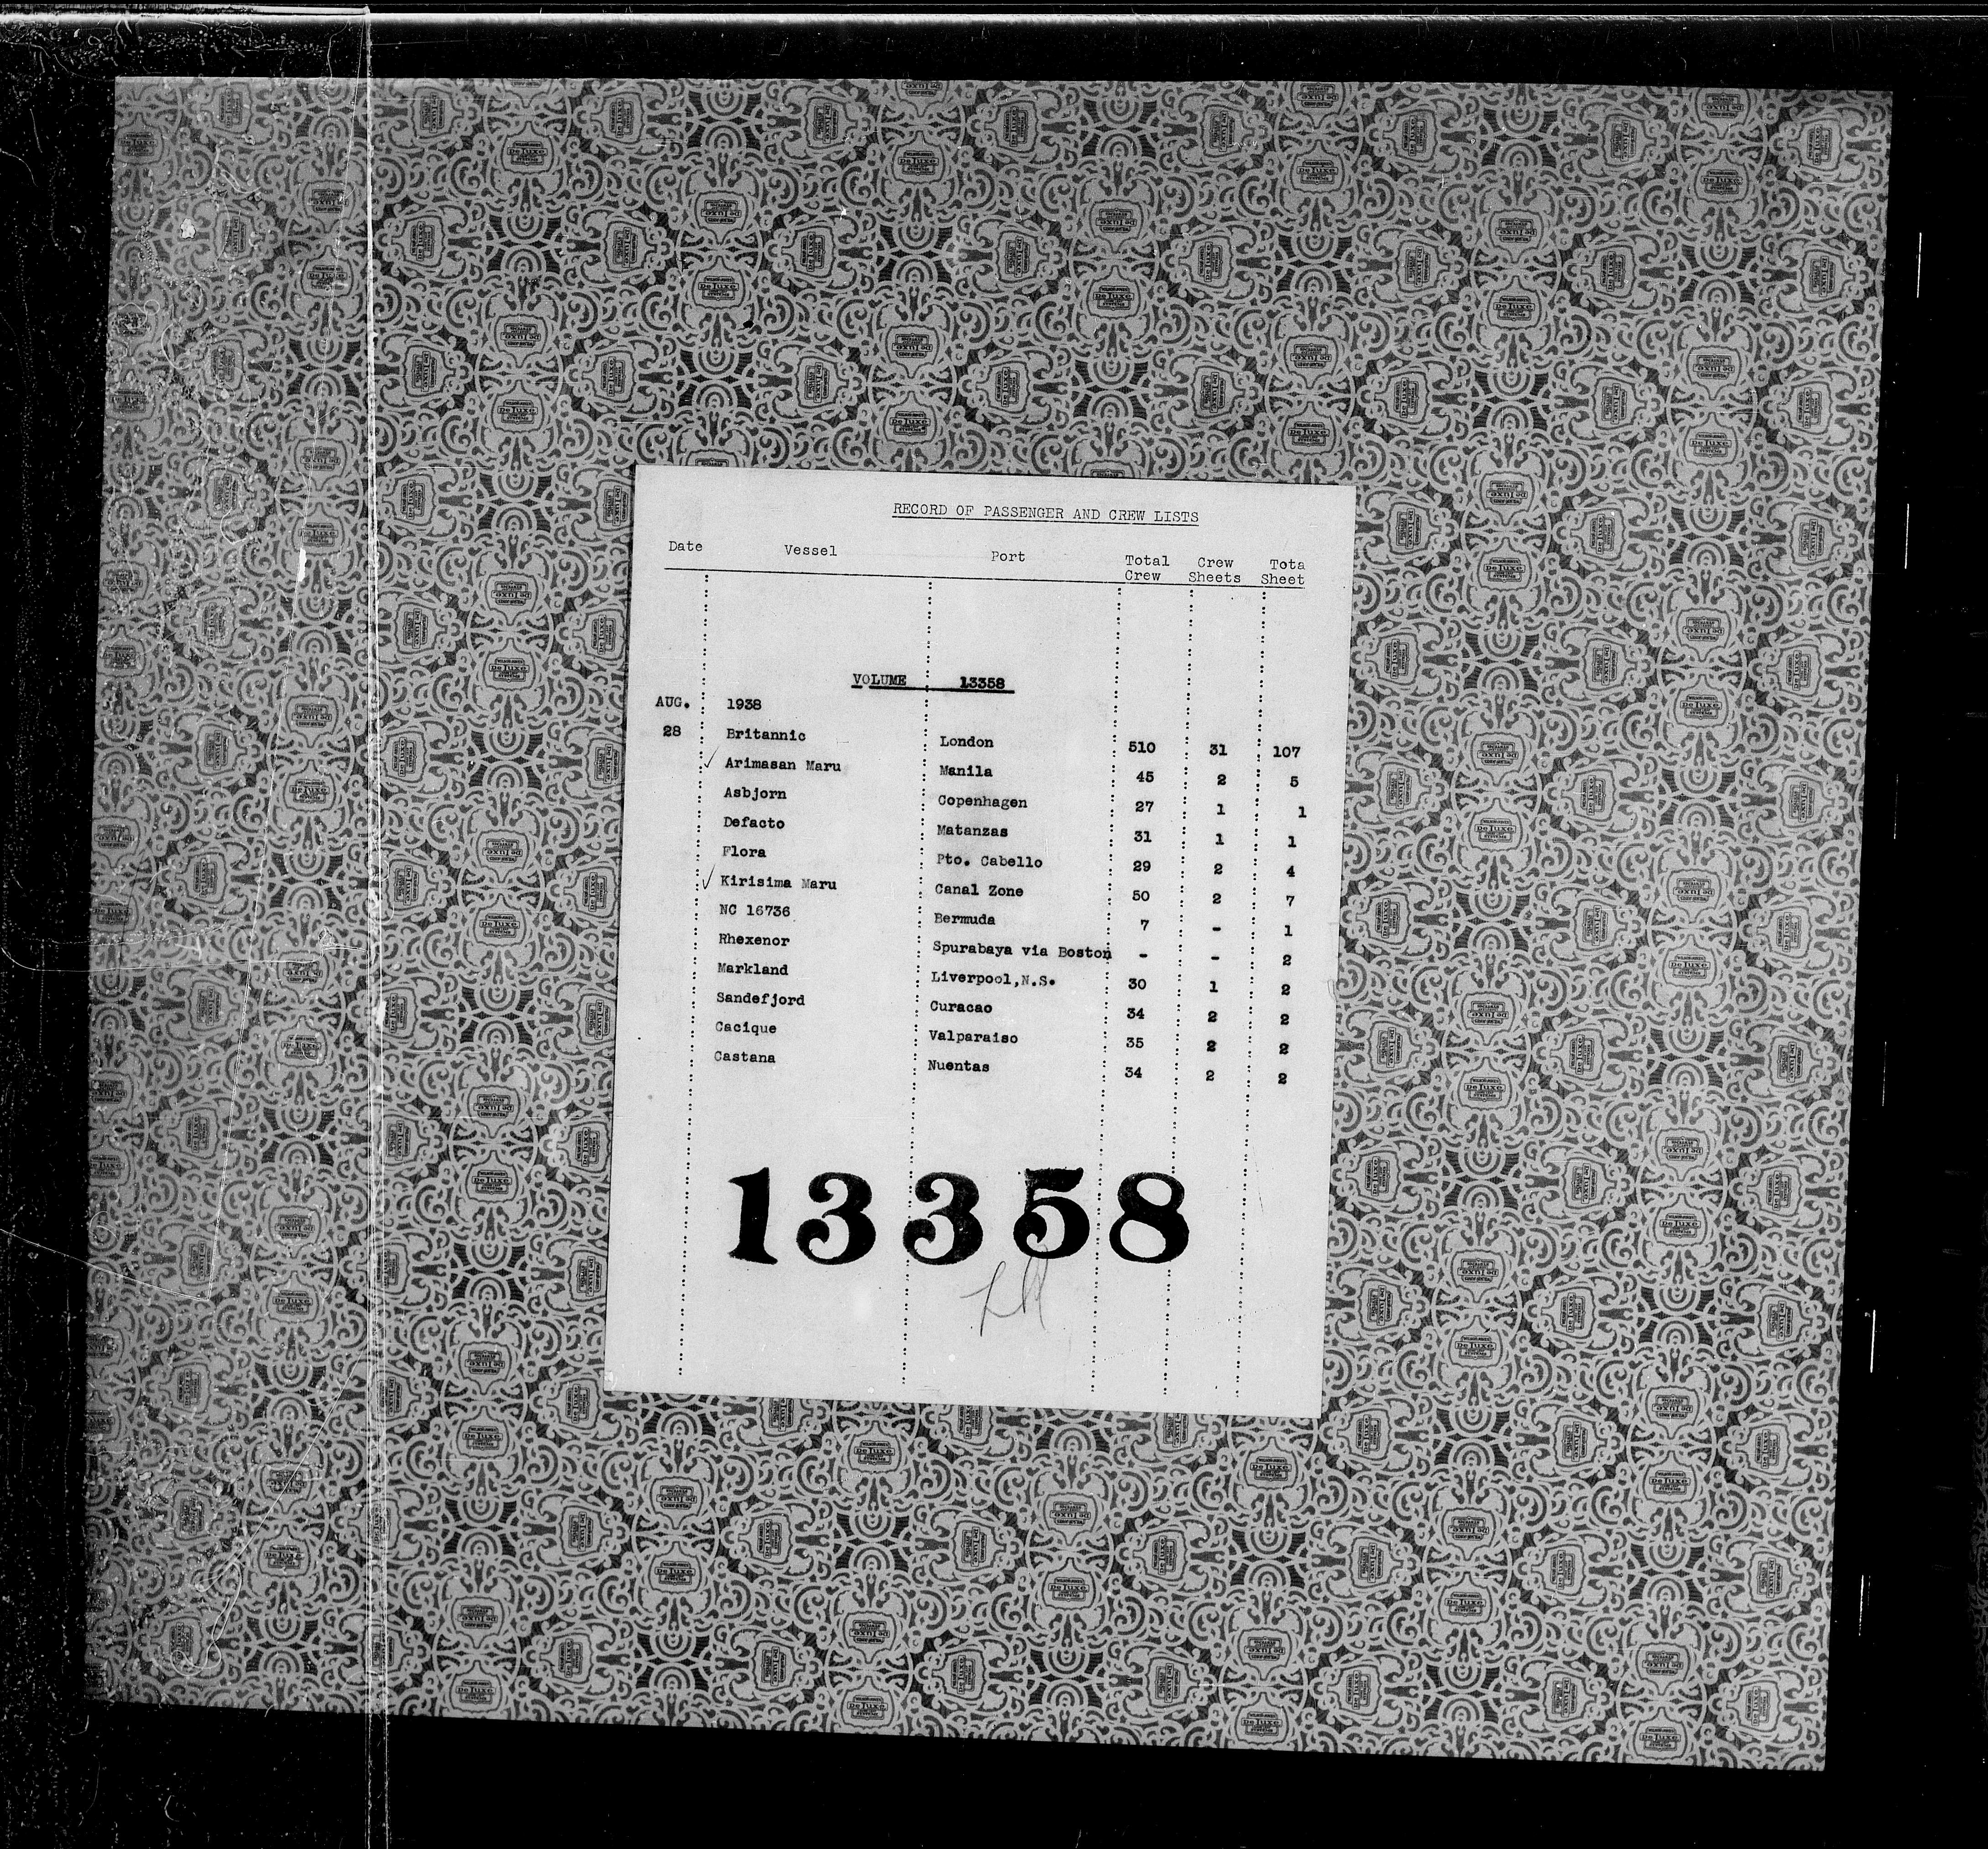 RECORD OF PASSENGER AND CREW LISTS
Date Vessel Port Total Crew Crew Sheets Tota Sheet
VOLUME 13358
AUG. 1938
28 Britannic London 510 31 107
✓ Arimasan Maru Manila 45 2 5
Asbjorn Copenhagen 27 1 1
Defacto Matanzas 31 1 1
Flora Pto. Cabello 29 2 4
✓ Kirisima Maru Canal Zone 50 2 7
NC 16736 Bermuda 7 - 1
Rhexenor Spurabaya via Boston - - 2
Markland Liverpool,N.S. 30 1 2
Sandefjord Curacao 34 2 2
Cacique Valparaiso 35 2 2
Castana Nuentas 34 2 2
13358